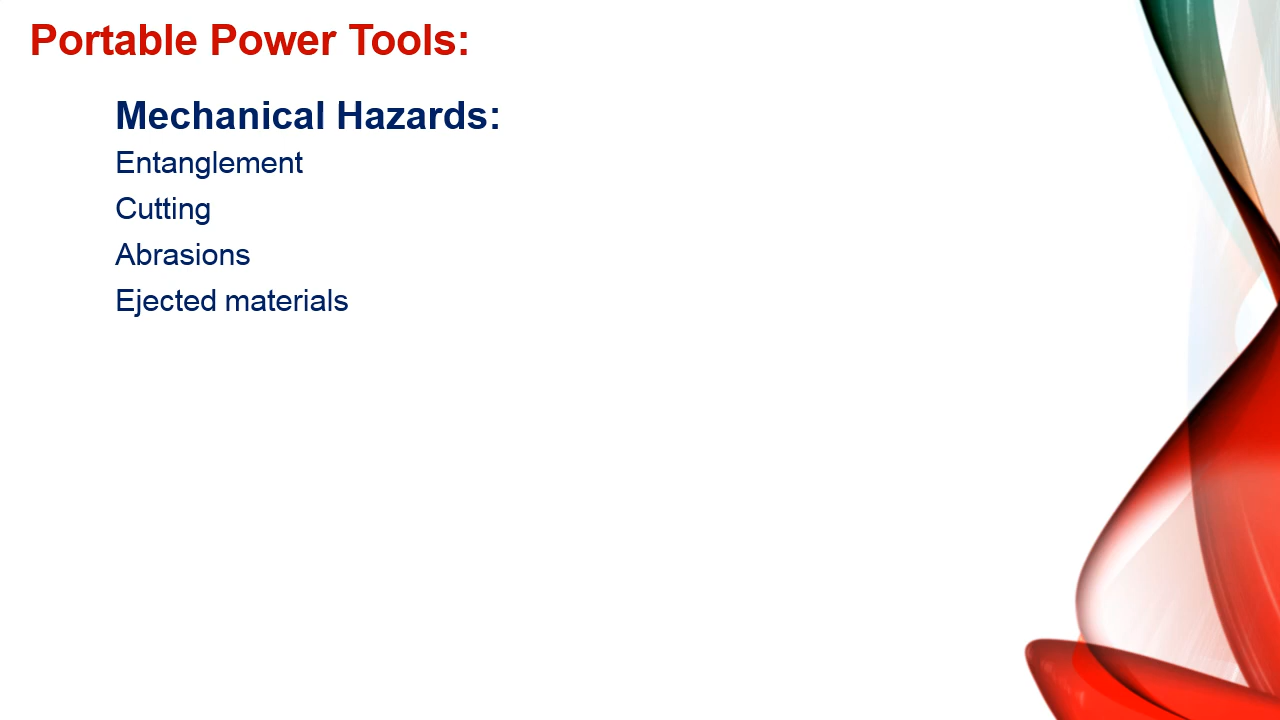 Portable Power Tools:
Mechanical Hazards:
Entanglement
Cutting
Abrasions
Ejected materials